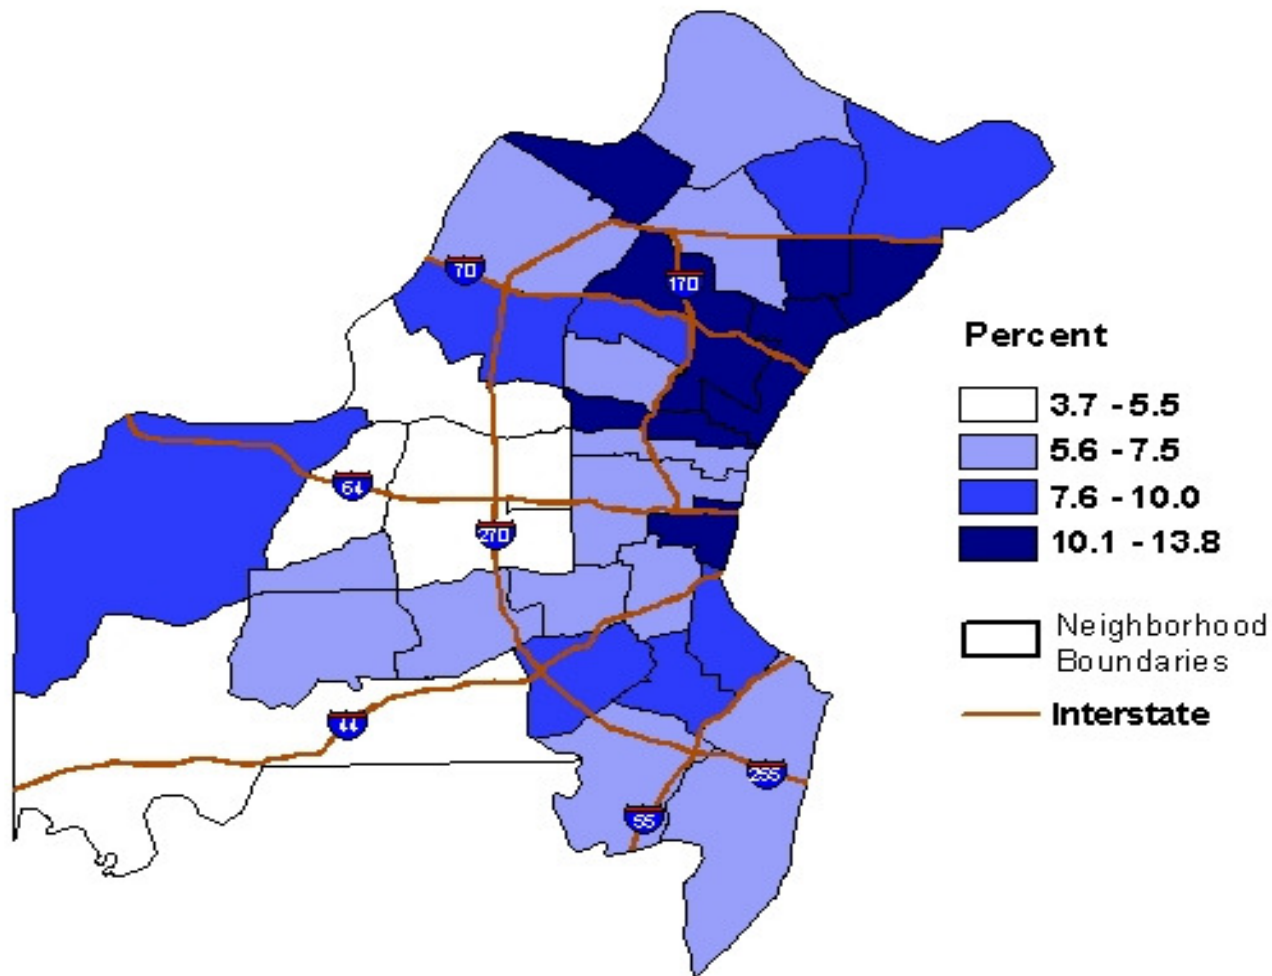 70
170
64
270
44
255
55
Percent
3.7 - 5.5
5.6 - 7.5
7.6 - 10.0
10.1 - 13.8
Neighborhood
Boundaries
Interstate